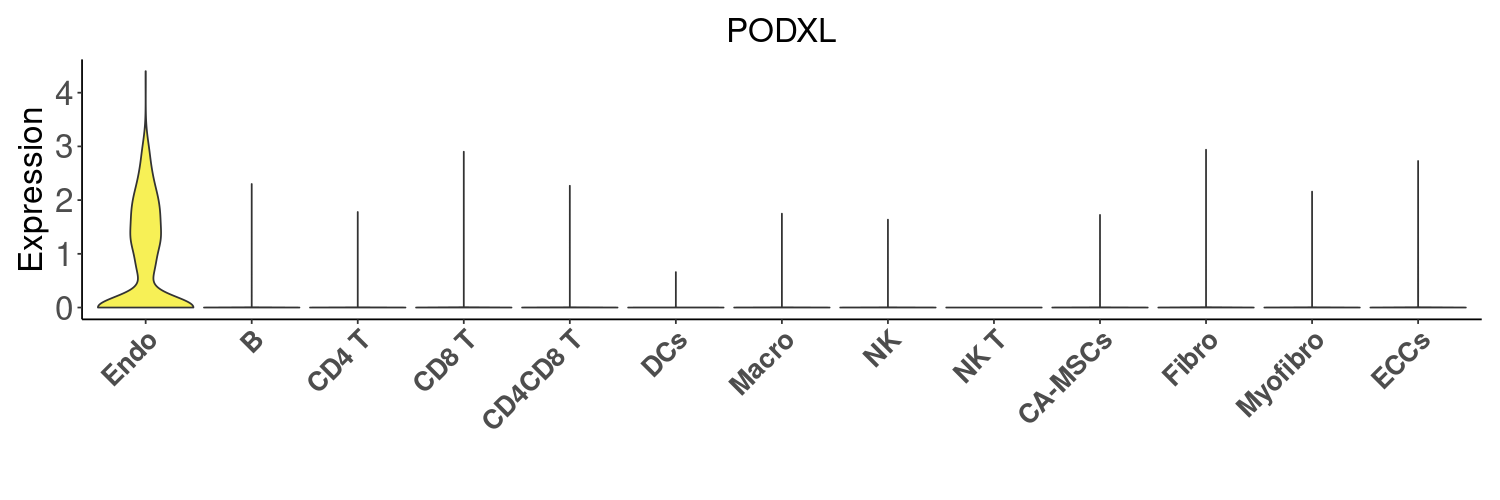 PODXL
Expression
4
3
2
1
0
Endo
B
CD4 T
CD8 T
CD4CD8 T
DCs
Macro
NK
NK T
CA-MSCs
Fibro
Myofibro
ECCs